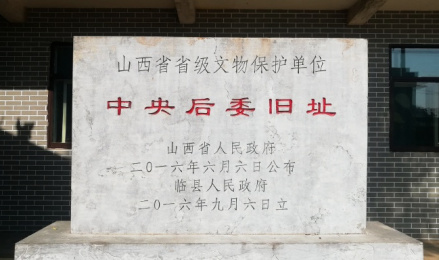 山西省省级文物保护单位
中央后委旧址
山西省人民政府
二〇一六年六月六日公布
临县人民政府
二〇一六年九月六日立